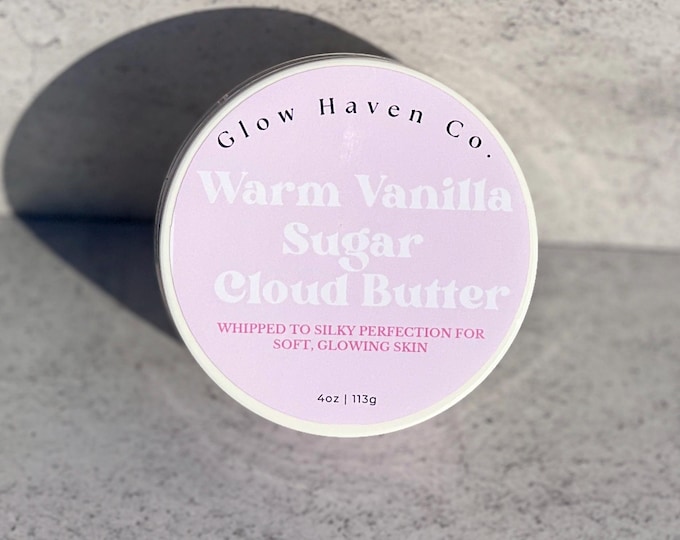 Glow Haven Co.
Warm Vanilla
Sugar
Cloud Butter
WHIPPED TO SILKY PERFECTION FOR
SOFT, GLOWING SKIN
4oz | 113g